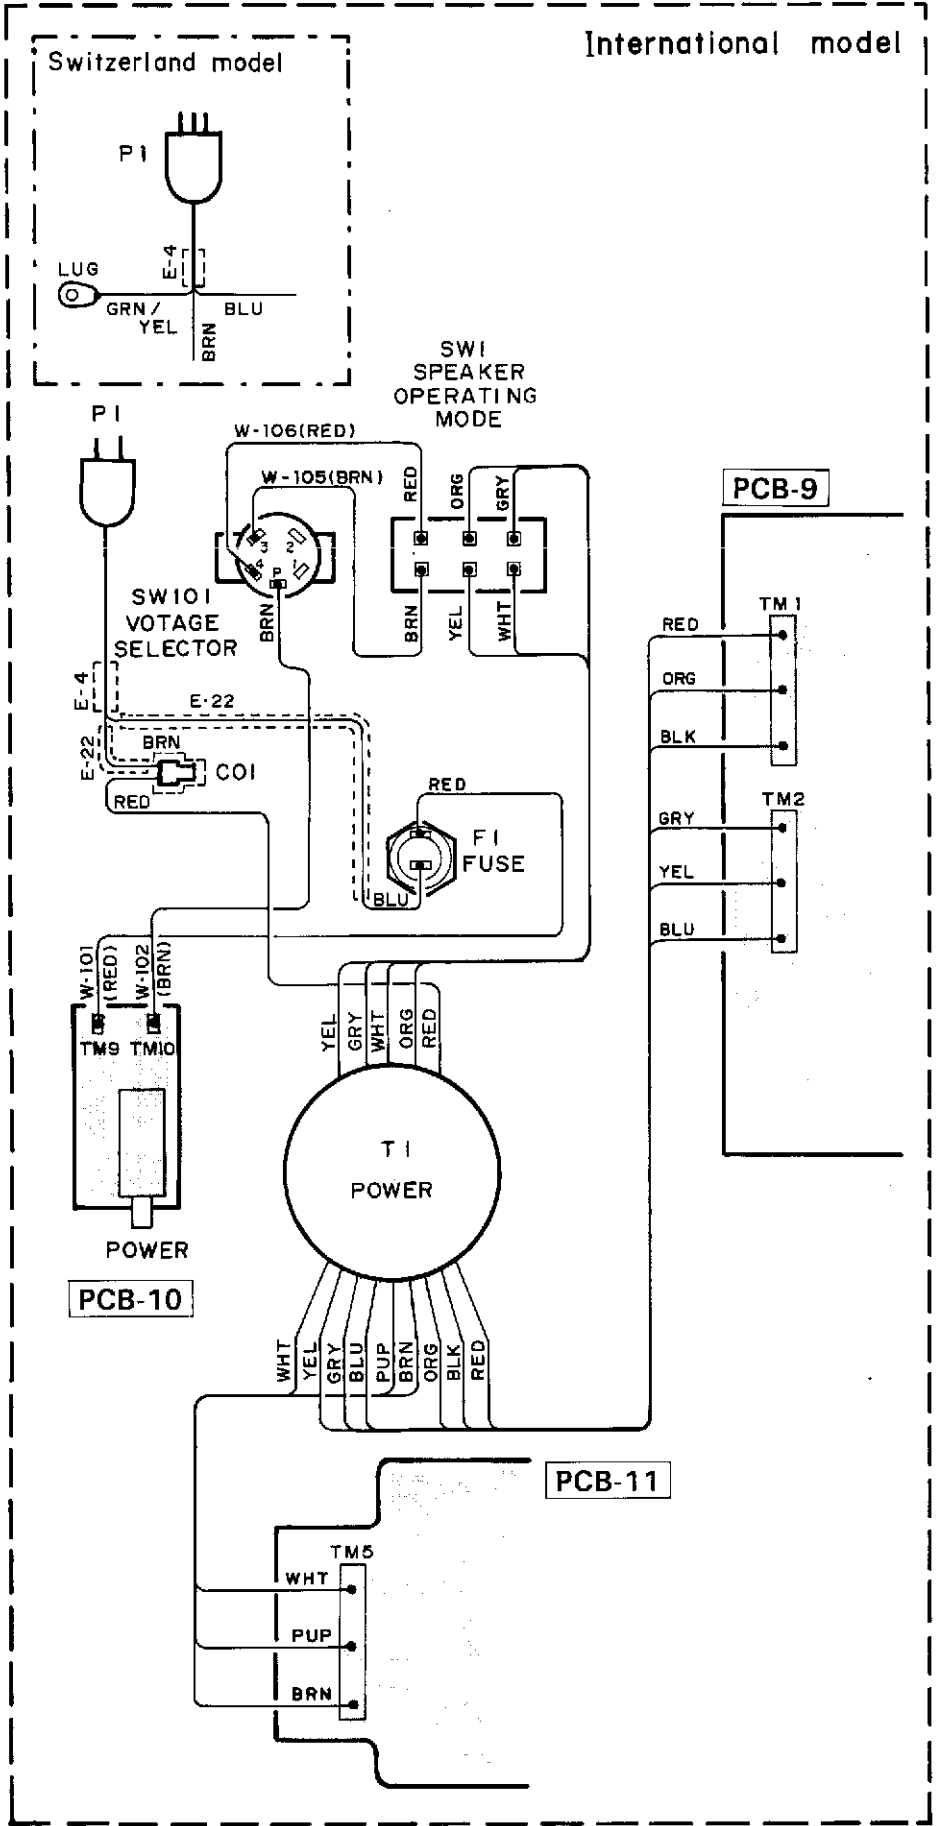 International model
Switzerland model
P1
E-4
LUG
GRN/
YEL
BLU
BRN
SW1
SPEAKER
OPERATING
MODE
P1
W-106(RED)
W-105(BRN)
RED
ORG
GRY
PCB-9
3
2
4
1
P
SW101
VOTAGE
SELECTOR
BRN
BRN
YEL
WHT
TM1
RED
ORG
BLK
E-4
E-22
E-22
BRN
CO1
RED
RED
F1
FUSE
BLU
TM2
GRY
YEL
BLU
W-101
(RED)
W-102
(BRN)
TM9
TM10
YEL
GRY
WHT
ORG
RED
T1
POWER
POWER
PCB-10
WHT
YEL
GRY
BLU
PUP
BRN
ORG
BLK
RED
PCB-11
TM5
WHT
PUP
BRN